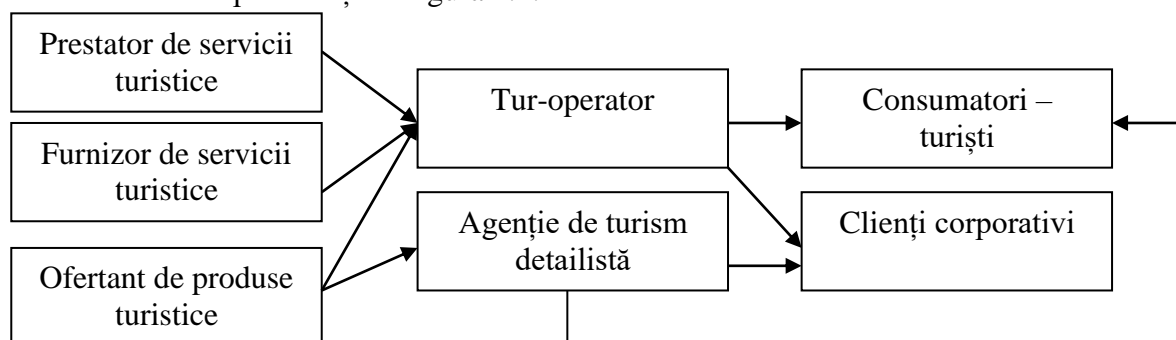 Prestator de servicii
turistice
Furnizor de servicii
turistice
Ofertant de produse
turistice
Tur-operator
Agenție de turism
detailistă
Consumatori –
turiști
Clienți corporativi